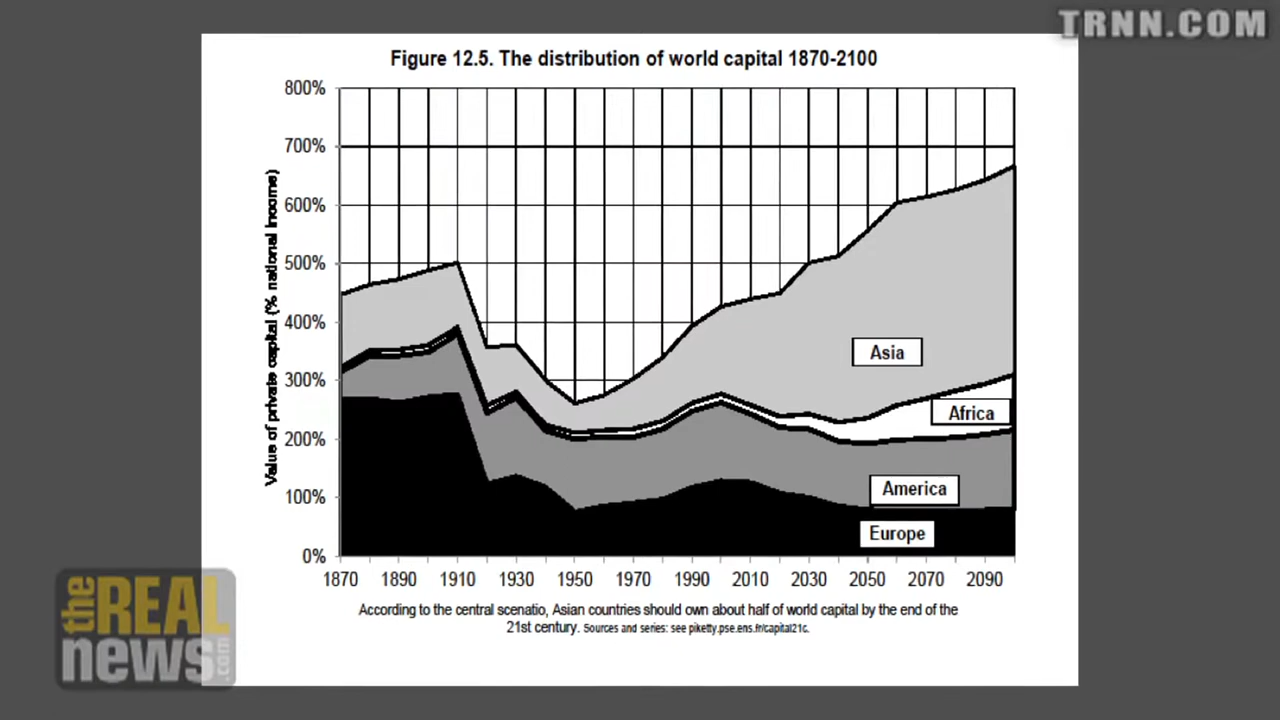 TRNN.COM
Figure 12.5. The distribution of world capital 1870-2100
Value of private capital (% national income)
800%
700%
600%
500%
400%
300%
200%
100%
0%
Asia
Africa
America
Europe
1870 1890 1910 1930 1950 1970 1990 2010 2030 2050 2070 2090
According to the central scenatio, Asian countries should own about half of world capital by the end of the
21st century. Sources and series: see piketty.pse.ens.fr/capital21c.
the
REAL
news.com